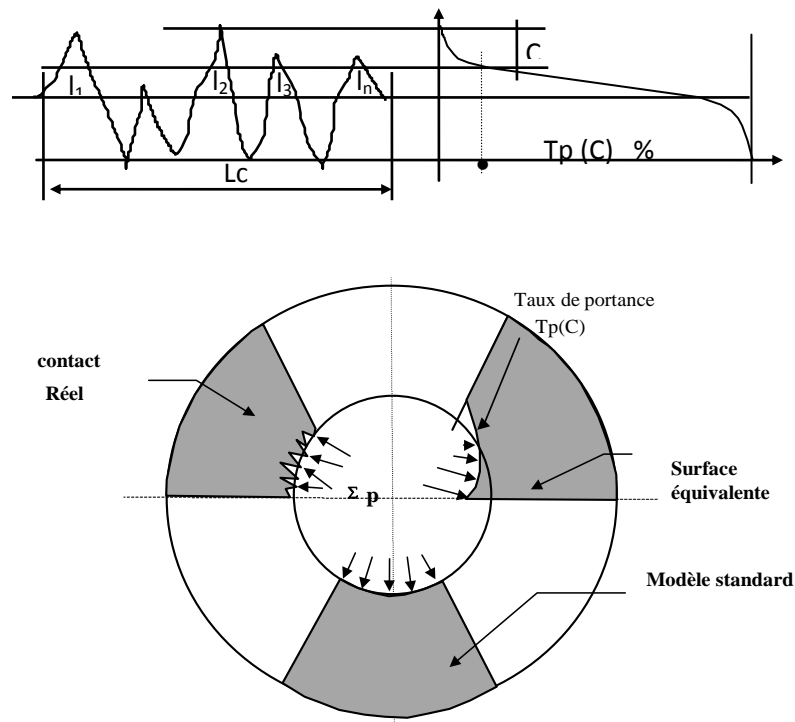 l1
l2
l3
ln
C
Lc
Tp (C) %
Taux de portance
Tp(C)
contact
Réel
Surface
équivalente
Σ p
Modèle standard